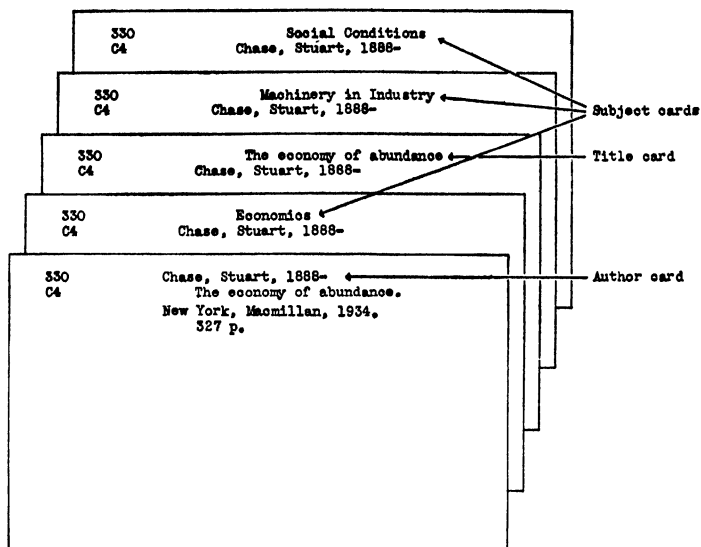 330 Social Conditions
C4 Chase, Stuart, 1888-
330 Machinery in Industry
C4 Chase, Stuart, 1888-
Subject cards
330 The economy of abundance
C4 Chase, Stuart, 1888-
Title card
330 Economics
C4 Chase, Stuart, 1888-
330 Chase, Stuart, 1888-
Author card
C4 The economy of abundance.
New York, Macmillan, 1934.
327 p.